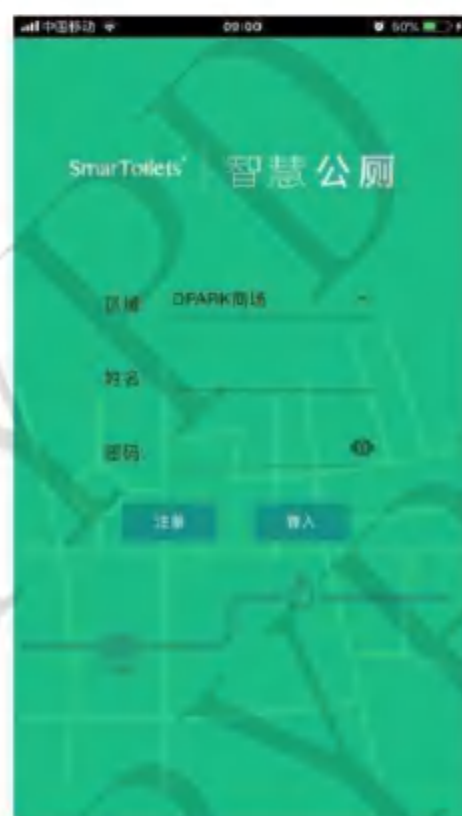 中国移动 09:00 50%
SmarToilets 智慧公厕
区域 DPARK商场
姓名
密码
注册 登入